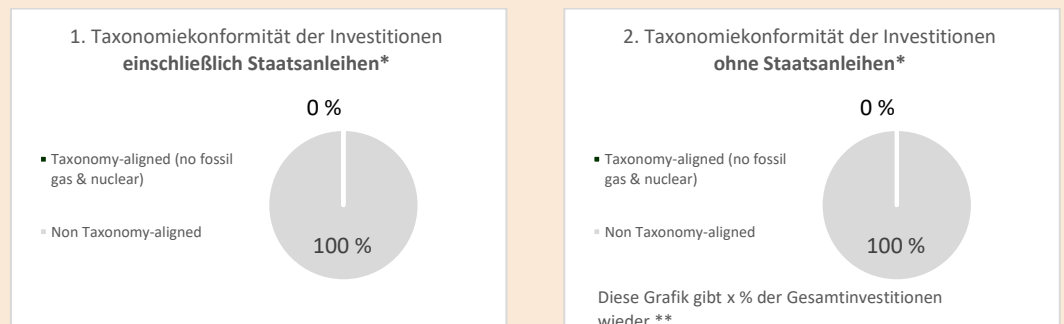 1. Taxonomiekonformität der Investitionen
einschließlich Staatsanleihen*
0 %
Taxonomy-aligned (no fossil
gas & nuclear)
Non Taxonomy-aligned
100 %
2. Taxonomiekonformität der Investitionen
ohne Staatsanleihen*
0 %
Taxonomy-aligned (no fossil
gas & nuclear)
Non Taxonomy-aligned
100 %
Diese Grafik gibt x % der Gesamtinvestitionen
wieder.**